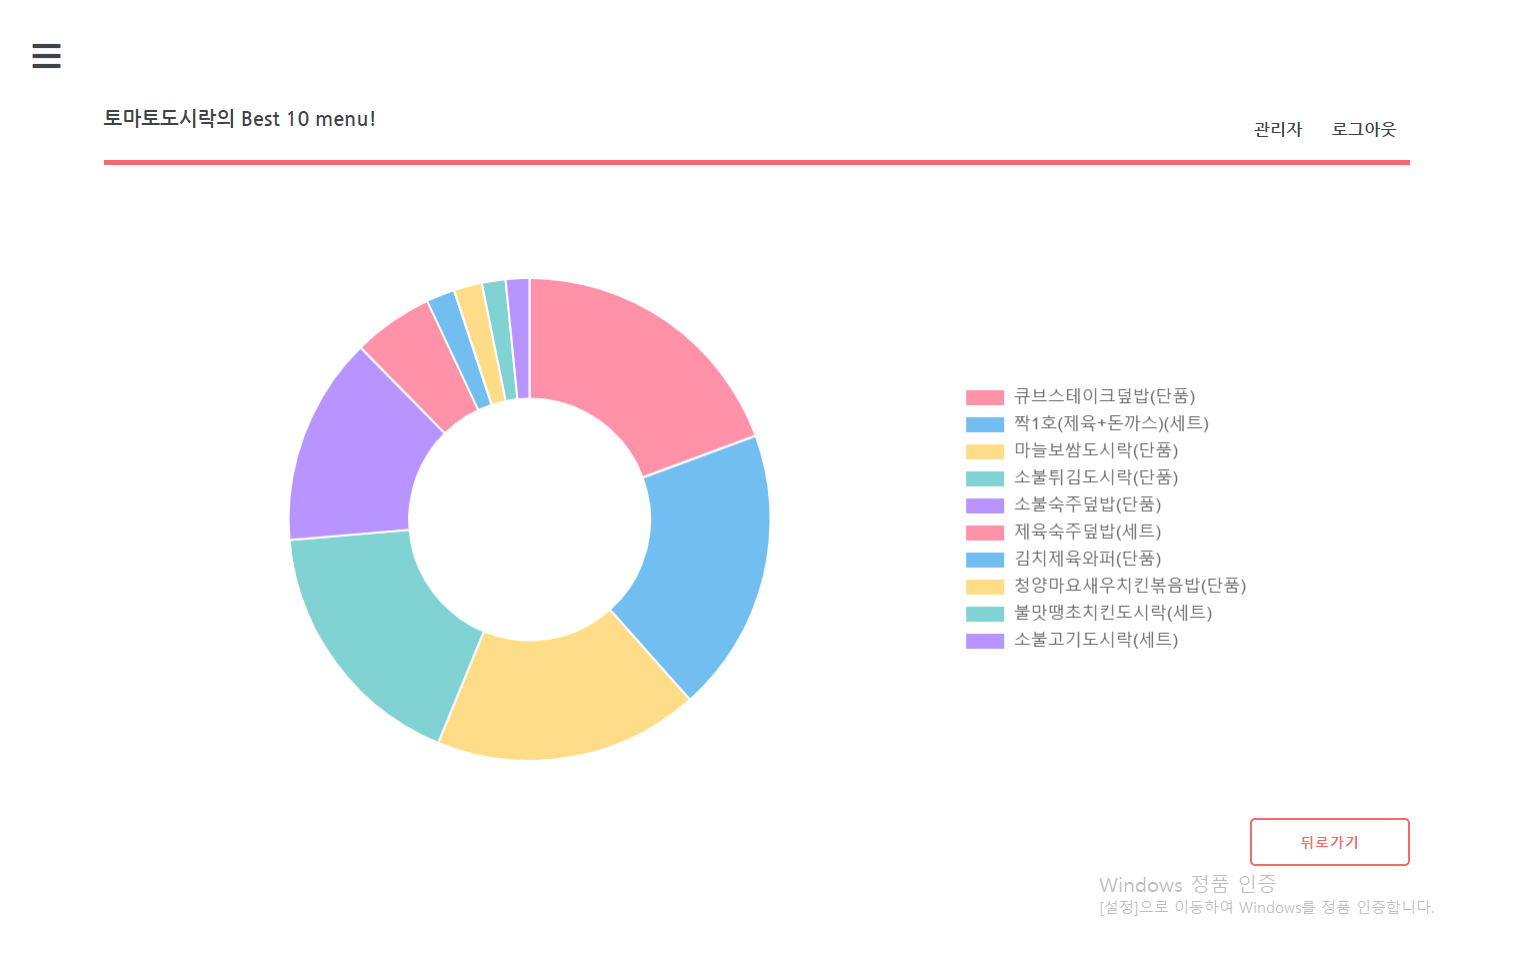 토마토도시락의 Best 10 menu!
관리자 로그아웃
큐브스테이크덮밥(단품)
짝1호(제육+돈까스)(세트)
마늘보쌈도시락(단품)
소불튀김도시락(단품)
소불숙주덮밥(단품)
제육숙주덮밥(세트)
김치제육와퍼(단품)
청양마요새우치킨볶음밥(단품)
불맛땡초치킨도시락(세트)
소불고기도시락(세트)
뒤로가기
Windows 정품 인증
[설정]으로 이동하여 Windows를 정품 인증합니다.